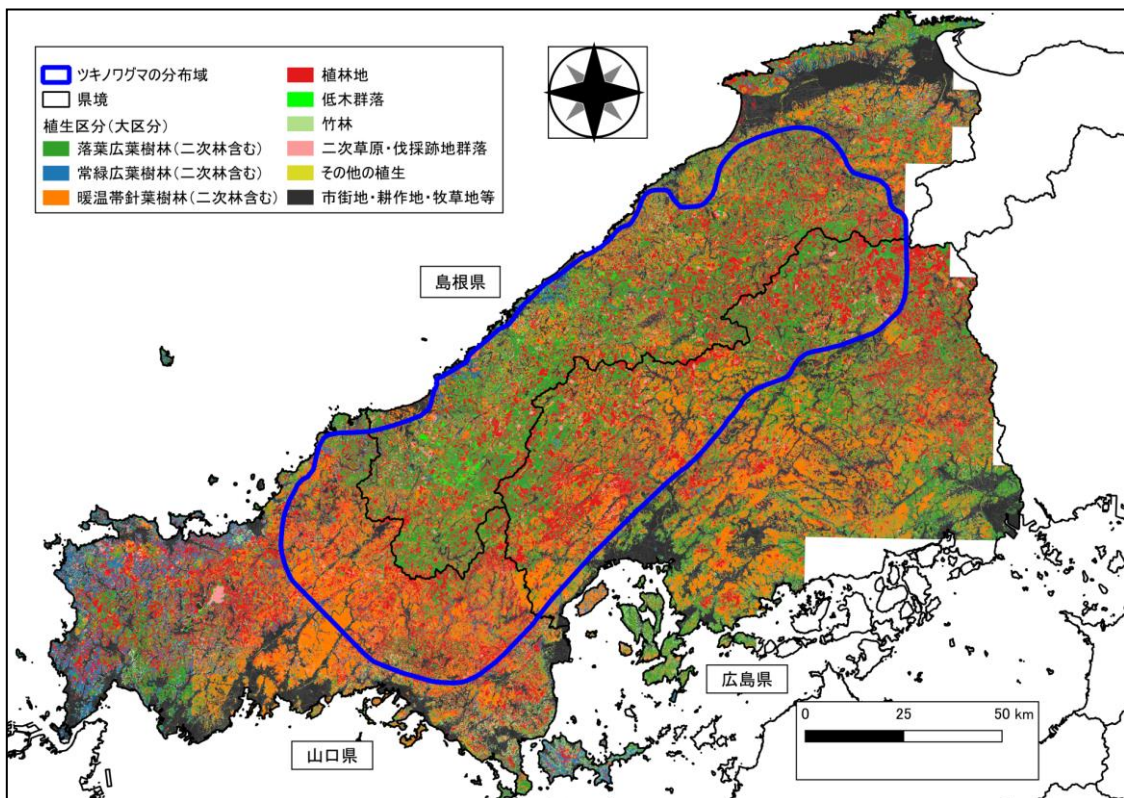 ツキノワグマの分布域
県境
植生区分(大区分)
落葉広葉樹林(二次林含む)
常緑広葉樹林(二次林含む)
暖温帯針葉樹林(二次林含む)
植林地
低木群落
竹林
二次草原・伐採跡地群落
その他の植生
市街地・耕作地・牧草地等
島根県
広島県
山口県
0 25 50 km